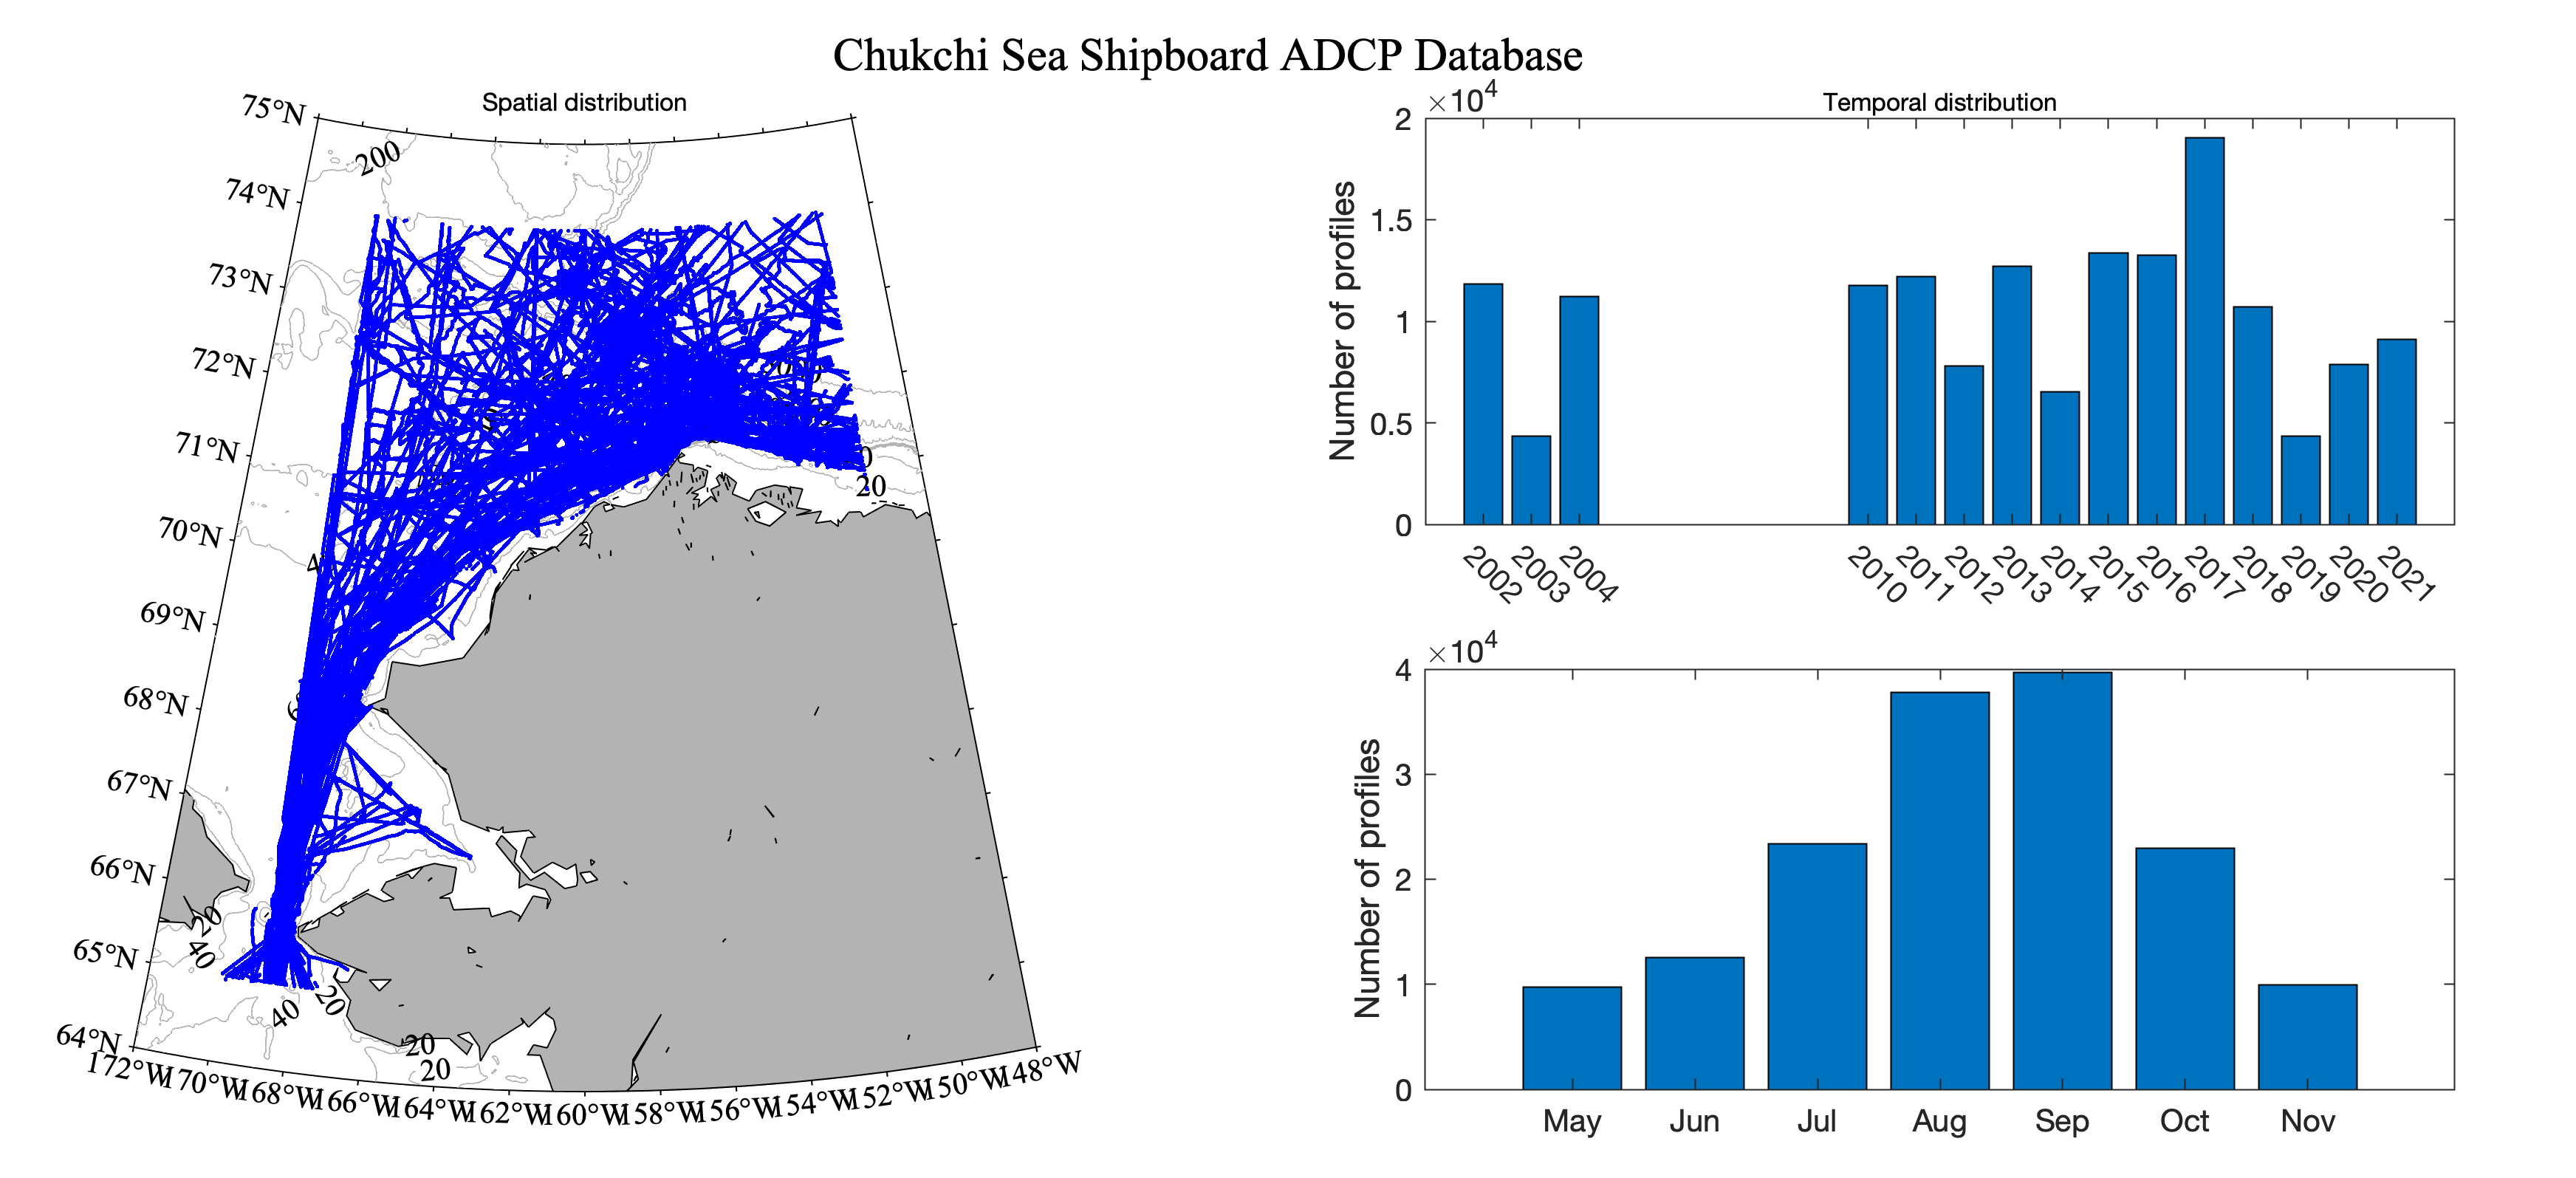 Chukchi Sea Shipboard ADCP Database
Spatial distribution
75°N
74°N
73°N
72°N
71°N
70°N
69°N
68°N
67°N
66°N
65°N
64°N
172°W
170°W
168°W
166°W
164°W
162°W
160°W
158°W
156°W
154°W
152°W
150°W
148°W
200
20
20
40
40
20
20
20
Temporal distribution
×10⁴
Number of profiles
2
1.5
1
0.5
0
2002
2003
2004
2010
2011
2012
2013
2014
2015
2016
2017
2018
2019
2020
2021
×10⁴
Number of profiles
4
3
2
1
0
May
Jun
Jul
Aug
Sep
Oct
Nov